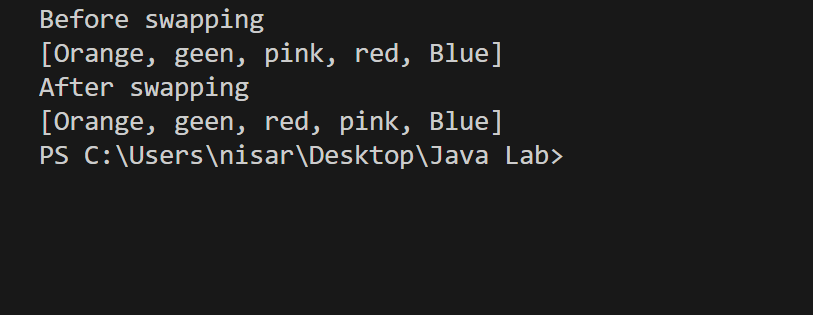 Before swapping
[Orange, geen, pink, red, Blue]
After swapping
[Orange, geen, red, pink, Blue]
PS C:\Users\nisar\Desktop\Java Lab>